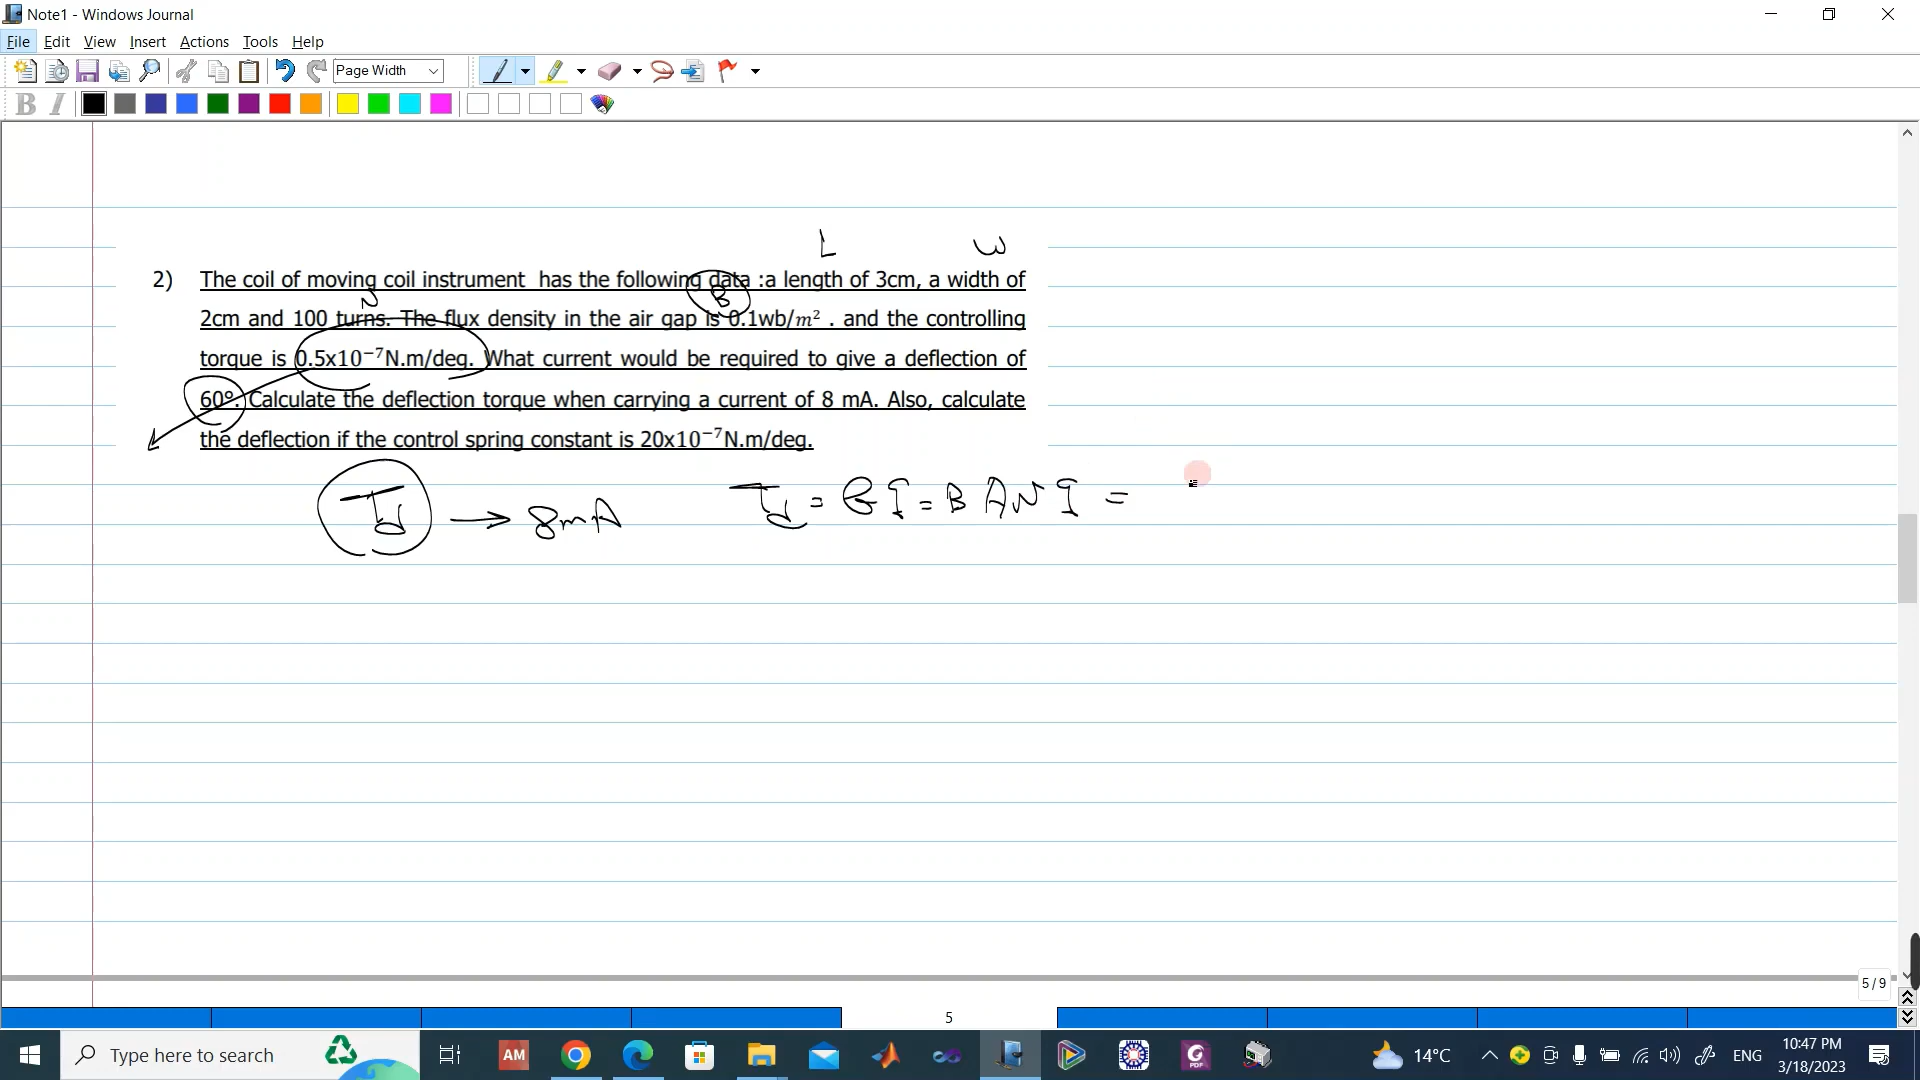 Note1 - Windows Journal
File Edit View Insert Actions Tools Help
Page Width
B I
L W
2) The coil of moving coil instrument has the following data :a length of 3cm, a width of
N B
2cm and 100 turns. The flux density in the air gap is 0.1wb/m² . and the controlling
torque is 0.5x10⁻⁷N.m/deg. What current would be required to give a deflection of
60º. Calculate the deflection torque when carrying a current of 8 mA. Also, calculate
the deflection if the control spring constant is 20x10⁻⁷N.m/deg.
Td → 8mA Td = GI = BANI =
5/9
5
Type here to search AM PDF 14°C ENG 10:47 PM
3/18/2023